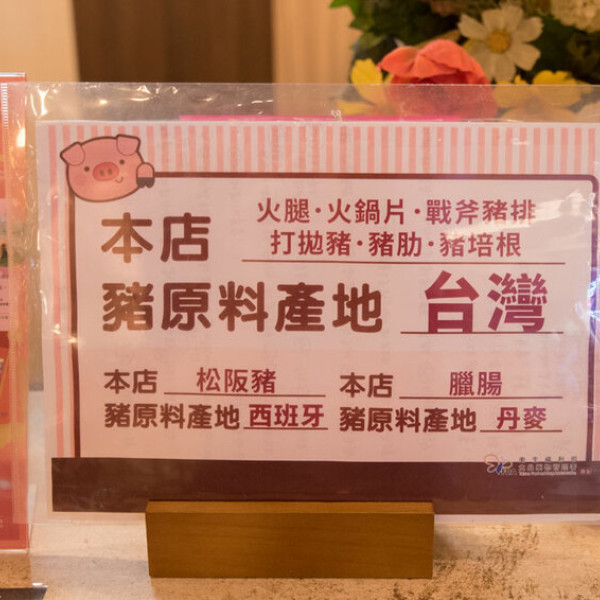 火腿·火鍋片·戰斧豬排
本店 打拋豬·豬肋·豬培根
豬原料產地 台灣
本店 松阪豬
豬原料產地 西班牙
本店 臘腸
豬原料產地 丹麥